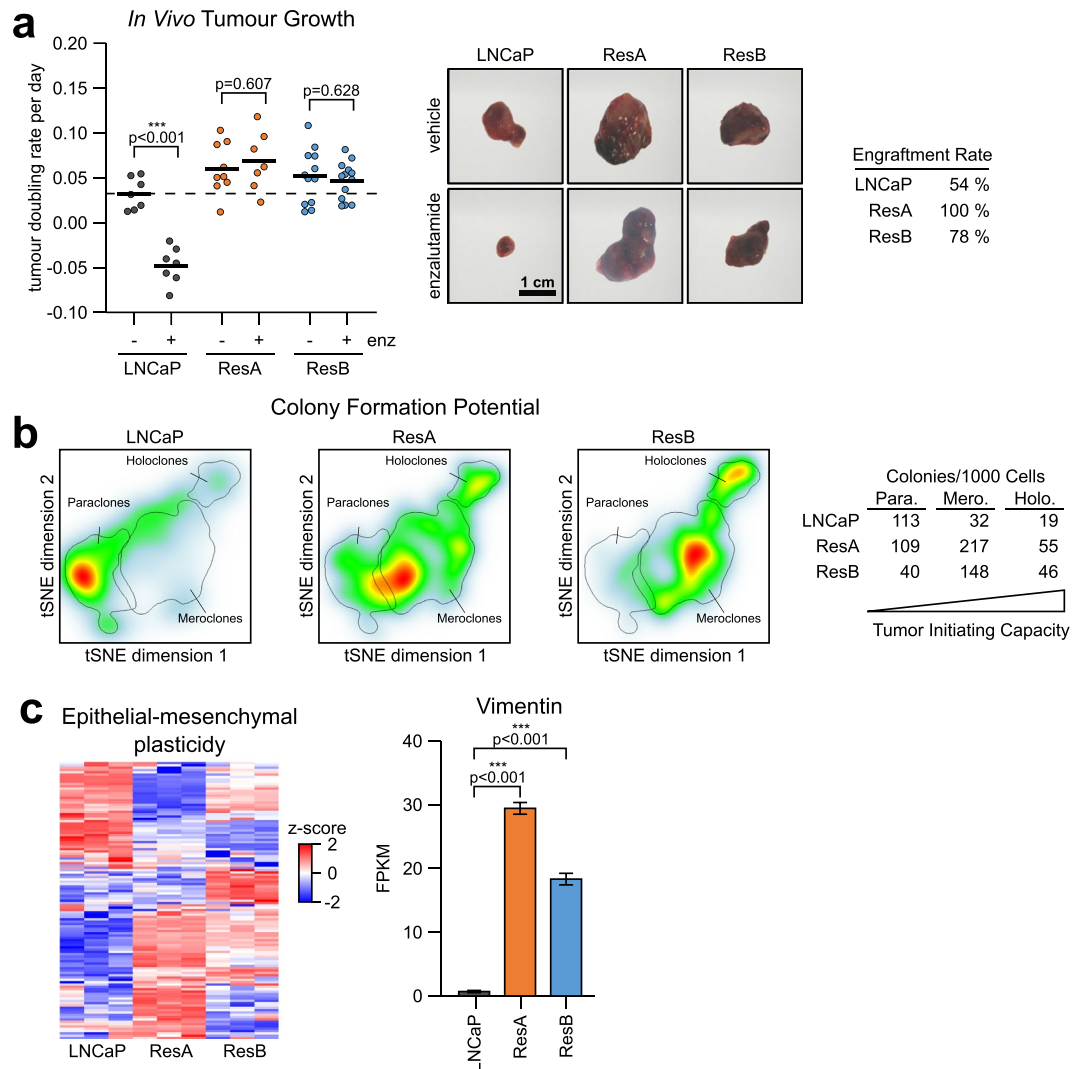 a
In Vivo Tumour Growth
tumour doubling rate per day
0.20
0.15
0.10
0.05
0.00
-0.05
-0.10
***
p<0.001
p=0.607
p=0.628
- + - + - + enz
LNCaP ResA ResB
LNCaP ResA ResB
vehicle
enzalutamide
1 cm
Engraftment Rate
LNCaP 54 %
ResA 100 %
ResB 78 %
b
Colony Formation Potential
LNCaP
tSNE dimension 2
Holoclones
Paraclones
Meroclones
tSNE dimension 1
ResA
tSNE dimension 2
Holoclones
Paraclones
Meroclones
tSNE dimension 1
ResB
tSNE dimension 2
Holoclones
Paraclones
Meroclones
tSNE dimension 1
Colonies/1000 Cells
Para. Mero. Holo.
LNCaP 113 32 19
ResA 109 217 55
ResB 40 148 46
Tumor Initiating Capacity
c
Epithelial-mesenchymal
plasticidy
z-score
2
0
-2
LNCaP ResA ResB
Vimentin
FPKM
40
30
20
10
0
***
p<0.001
***
p<0.001
LNCaP
ResA
ResB